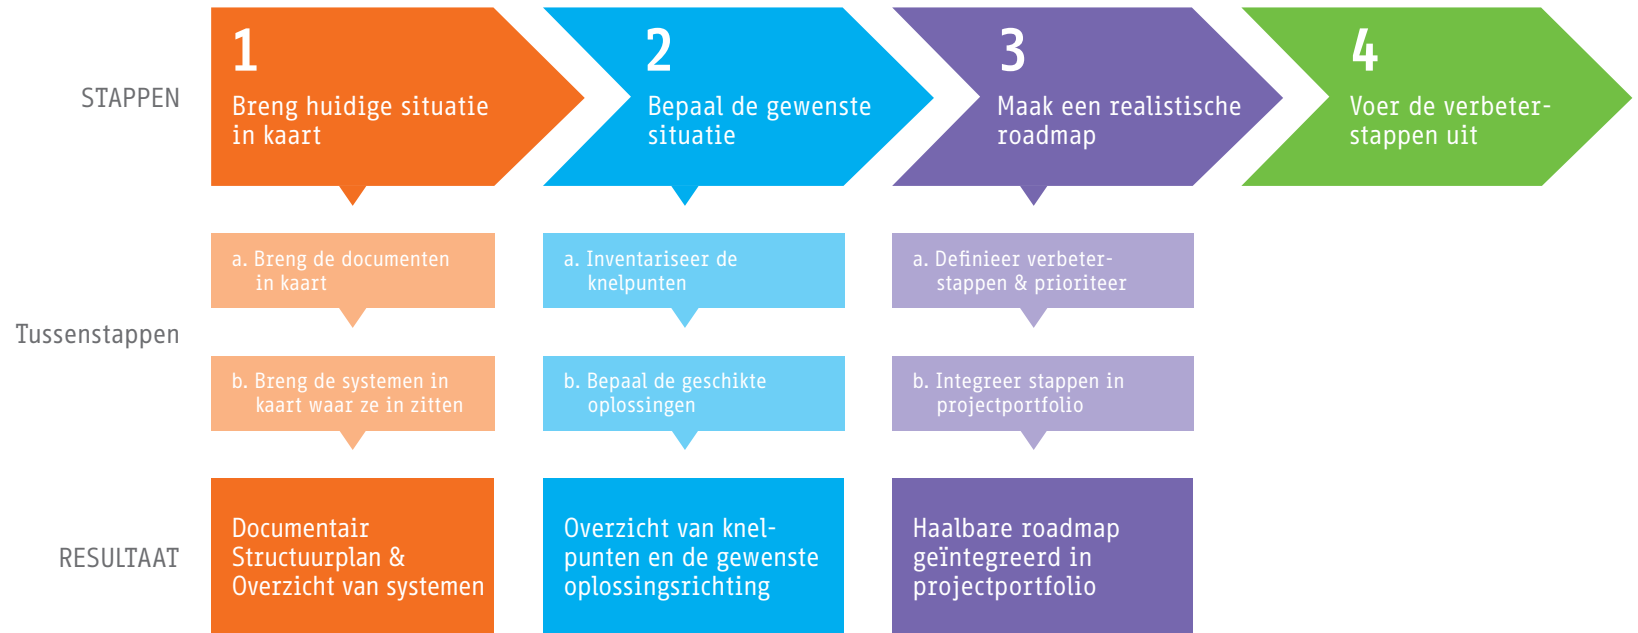 STAPPEN
1
Breng huidige situatie
in kaart
2
Bepaal de gewenste
situatie
3
Maak een realistische
roadmap
4
Voer de verbeter-
stappen uit
Tussenstappen
a. Breng de documenten
in kaart
a. Inventariseer de
knelpunten
a. Definieer verbeter-
stappen & prioriteer
b. Breng de systemen in
kaart waar ze in zitten
b. Bepaal de geschikte
oplossingen
b. Integreer stappen in
projectportfolio
RESULTAAT
Documentair
Structuurplan &
Overzicht van systemen
Overzicht van knel-
punten en de gewenste
oplossingsrichting
Haalbare roadmap
geïntegreerd in
projectportfolio